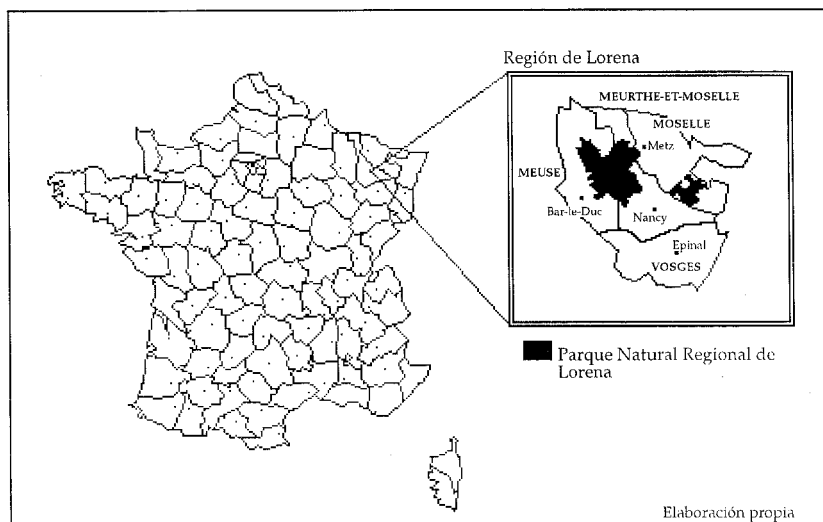 Región de Lorena
MEURTHE-ET-MOSELLE
MOSELLE
Metz
MEUSE
Bar-le-Duc
Nancy
Epinal
VOSGES
Parque Natural Regional de
Lorena
Elaboración propia